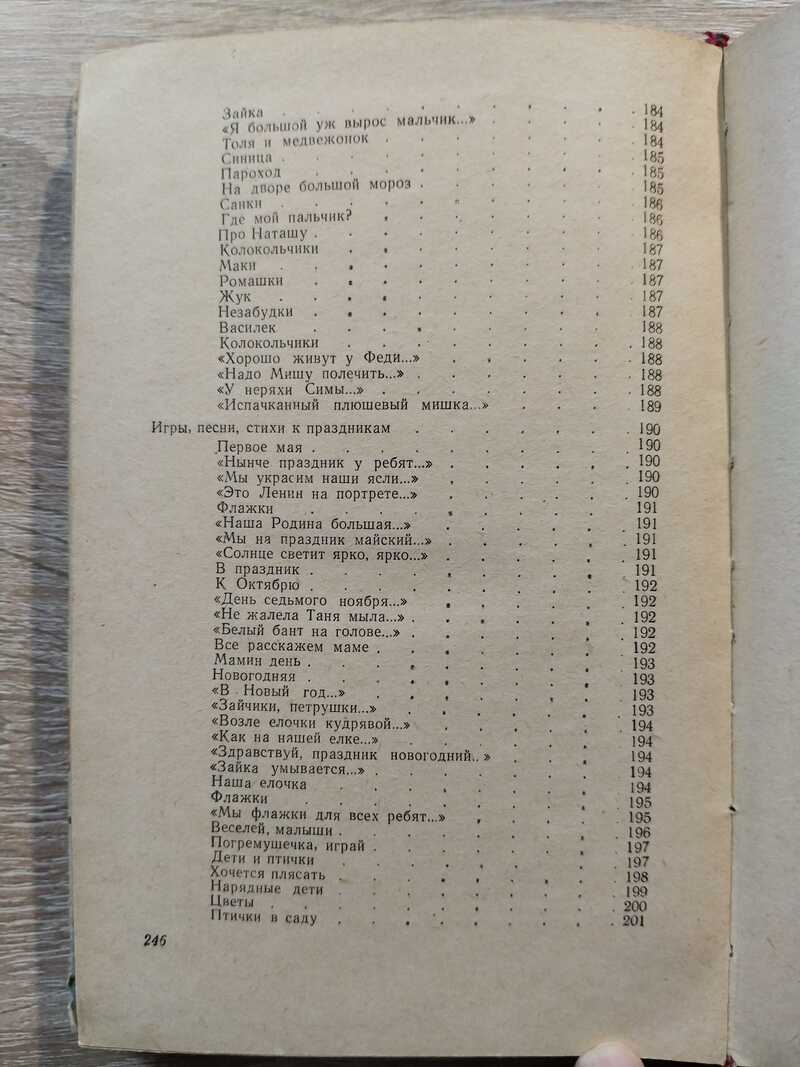 Зайка . . . . . . . . . . 184
«Я большой уж вырос мальчик...» . . . . 184
Толя и медвежонок . . . . . . . 184
Синица . . . . . . . . . . 185
Пароход . . . . . . . . . 185
На дворе большой мороз . . . . . . 185
Санки . . . . . . . . . . 186
Где мой пальчик? . . . . . . . 186
Про Наташу . . . . . . . . . 186
Колокольчики . . . . . . . . 187
Маки . . . . . . . . . . 187
Ромашки . . . . . . . . . 187
Жук . . . . . . . . . . 187
Незабудки . . . . . . . . . 187
Василек . . . . . . . . . 188
Колокольчики . . . . . . . . 188
«Хорошо живут у Феди...» . . . . . . 188
«Надо Мишу полечить...» . . . . . . . 188
«У неряхи Симы...» . . . . . . . . 188
«Испачканный плюшевый мишка...» . . . 189
Игры, песни, стихи к праздникам . . . . . . . 190
Первое мая . . . . . . . . . 190
«Нынче праздник у ребят...» . . . . . . 190
«Мы украсим наши ясли...» . . . . . . 190
«Это Ленин на портрете...» . . . . . . 190
Флажки . . . . . . . . . . 191
«Наша Родина большая...» . . . . . . 191
«Мы на праздник майский...» . . . . . . 191
«Солнце светит ярко, ярко...» . . . . . . 191
В праздник . . . . . . . . . . 191
К Октябрю . . . . . . . . . . 192
«День седьмого ноября...» . . . . . . 192
«Не жалела Таня мыла...» . . . . . . . 192
«Белый бант на голове...» . . . . . . . 192
Все расскажем маме . . . . . . . . 192
Мамин день . . . . . . . . . . 193
Новогодняя . . . . . . . . . . 193
«В Новый год...» . . . . . . . . 193
«Зайчики, петрушки...» . . . . . . . 193
«Возле елочки кудрявой...» . . . . . . 194
«Как на нашей елке...» . . . . . . . 194
«Здравствуй, праздник новогодний.. » . . . . 194
«Зайка умывается...» . . . . . . . . 194
Наша елочка . . . . . . . . . 194
Флажки . . . . . . . . . . 195
«Мы флажки для всех ребят...» . . . . . 195
Веселей, малыши . . . . . . . . . 196
Погремушечка, играй . . . . . . . . 197
Дети и птички . . . . . . . . . 197
Хочется плясать . . . . . . . . . 198
Нарядные дети . . . . . . . . . 199
Цветы . . . . . . . . . . . 200
Птички в саду . . . . . . . . . 201
246